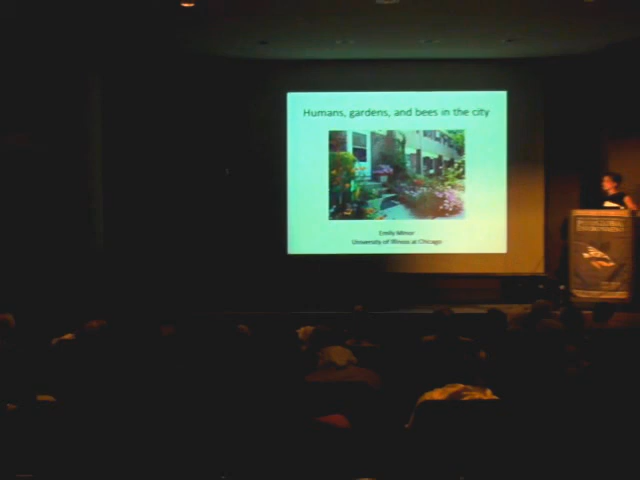 Humans, gardens, and bees in the city
Emily Minor
University of Illinois at Chicago